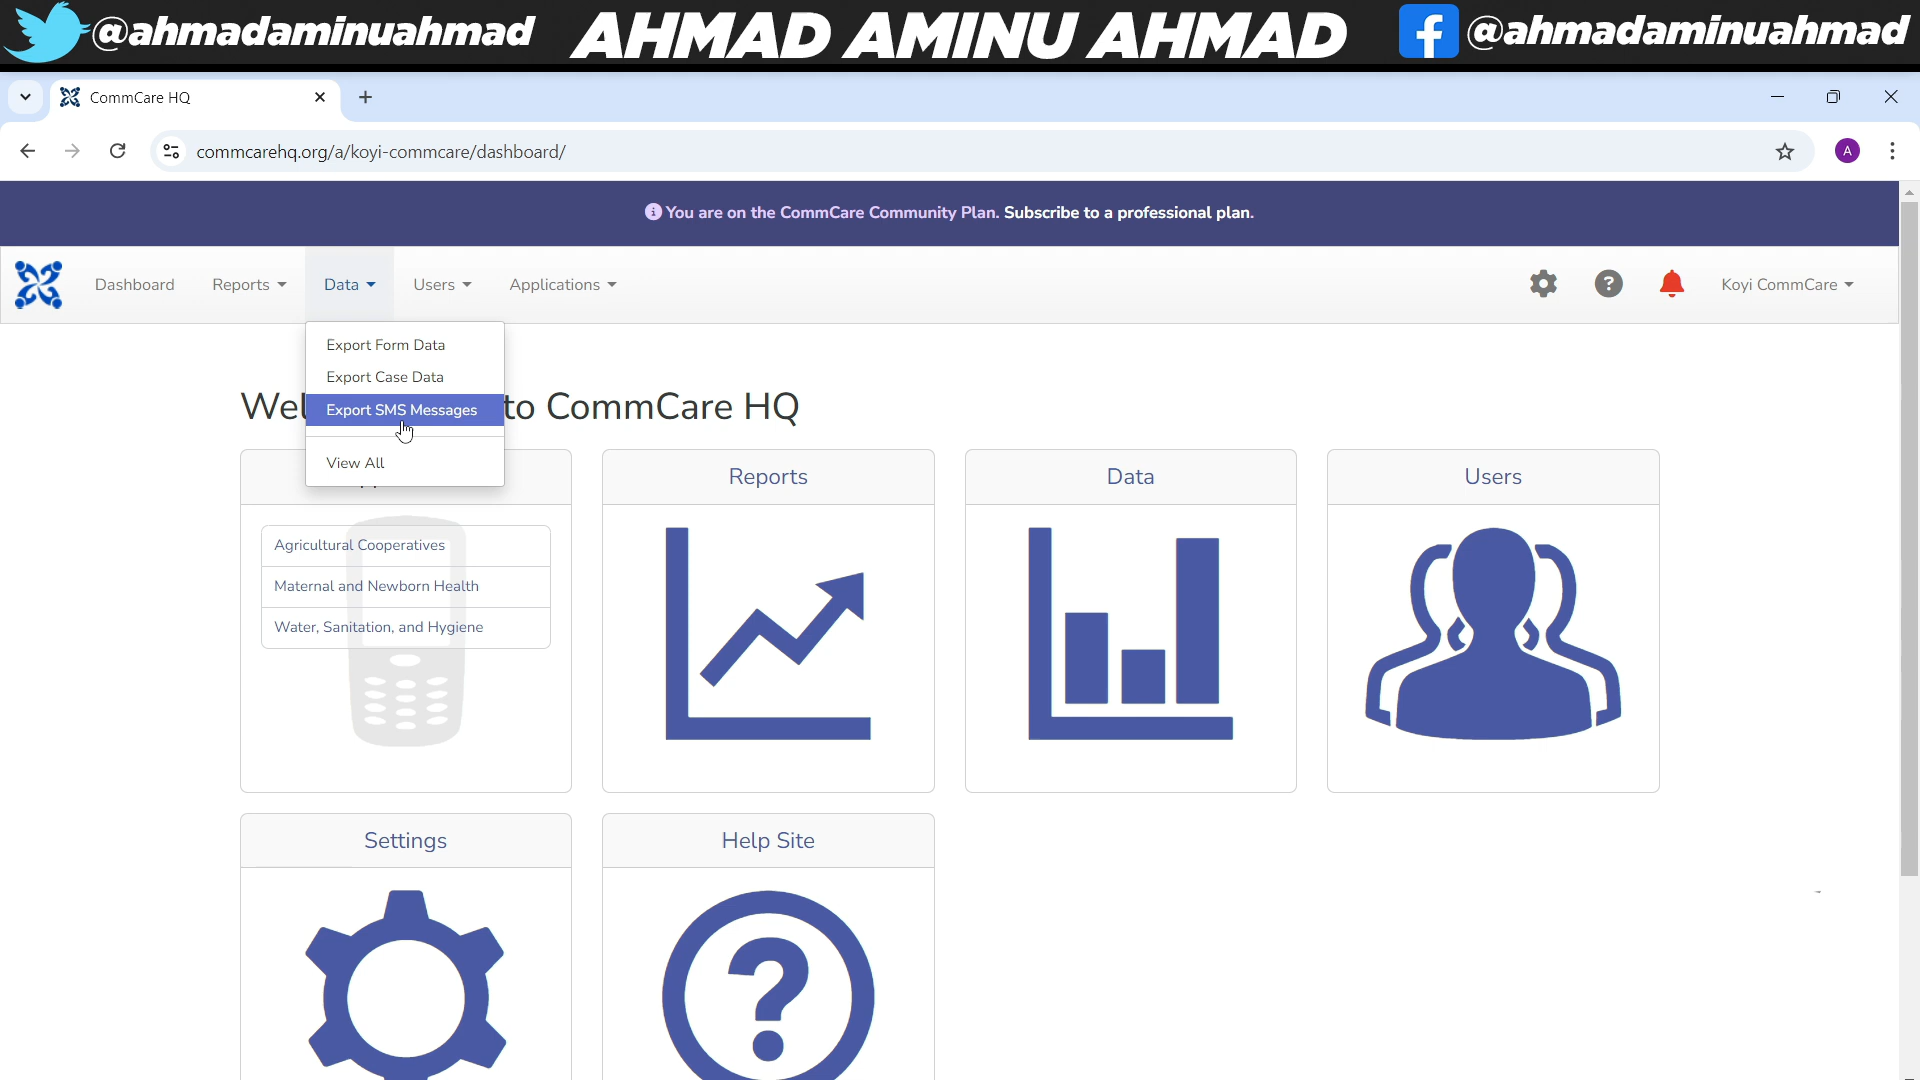 @ahmadaminuahmad AHMAD AMINU AHMAD @ahmadaminuahmad
CommCare HQ
commcarehq.org/a/koyi-commcare/dashboard/
A
You are on the CommCare Community Plan. Subscribe to a professional plan.
Dashboard Reports Data Users Applications Koyi CommCare
Export Form Data
Export Case Data
Export SMS Messages
View All
to CommCare HQ
Reports
Data
Users
Agricultural Cooperatives
Maternal and Newborn Health
Water, Sanitation, and Hygiene
Settings
Help Site